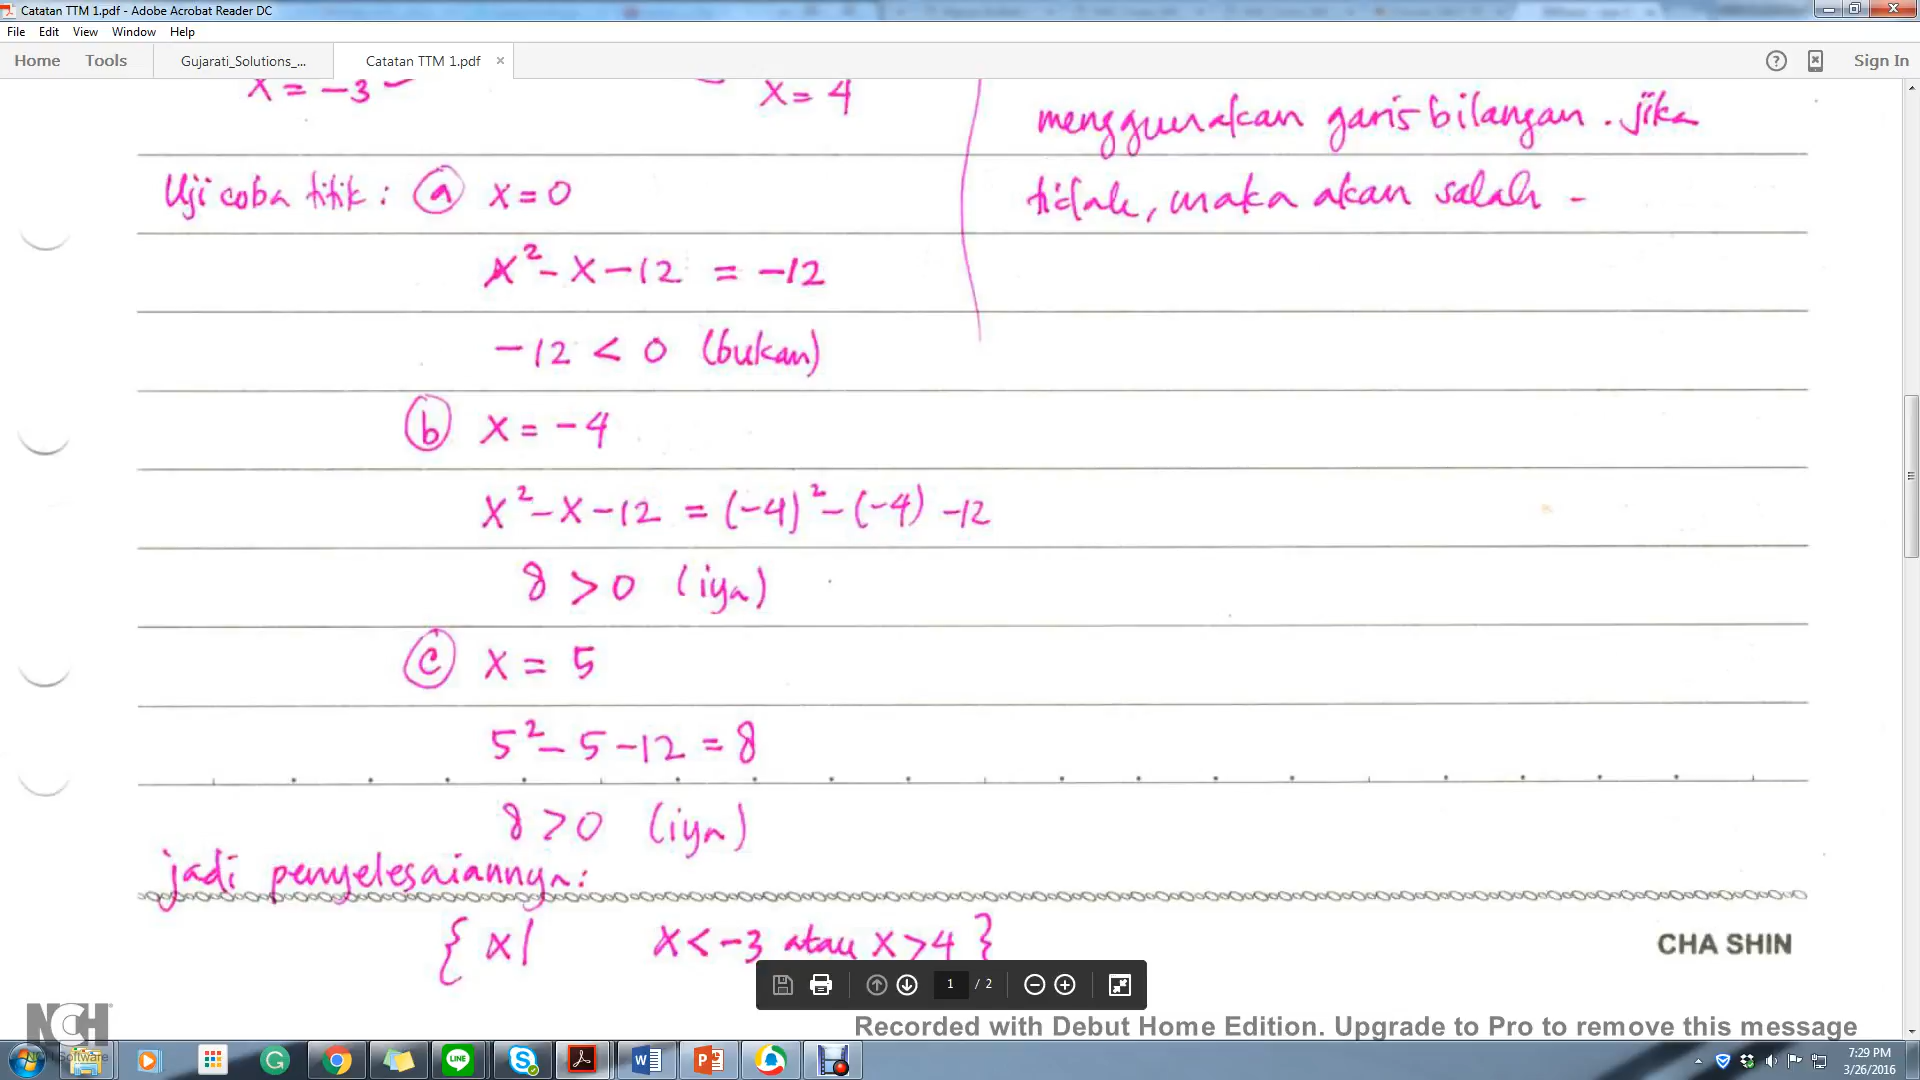 Catatan TTM 1.pdf - Adobe Acrobat Reader DC
File Edit View Window Help
Home Tools Gujarati_Solutions_... Catatan TTM 1.pdf × Sign In
x = -3
x = 4
menggunakan garis bilangan. jika
tidak, maka akan salah -
Uji coba titik: (a) x = 0
x² - x - 12 = -12
-12 < 0 (bukan)
(b) x = -4
x² - x - 12 = (-4)² - (-4) - 12
8 > 0 (iya)
(c) x = 5
5² - 5 - 12 = 8
8 > 0 (iya)
jadi penyelesaiannya:
{ x | x < -3 atau x > 4 }
CHA SHIN
1 / 2
NCH
NCH Software
Recorded with Debut Home Edition. Upgrade to Pro to remove this message
7:29 PM
3/26/2016